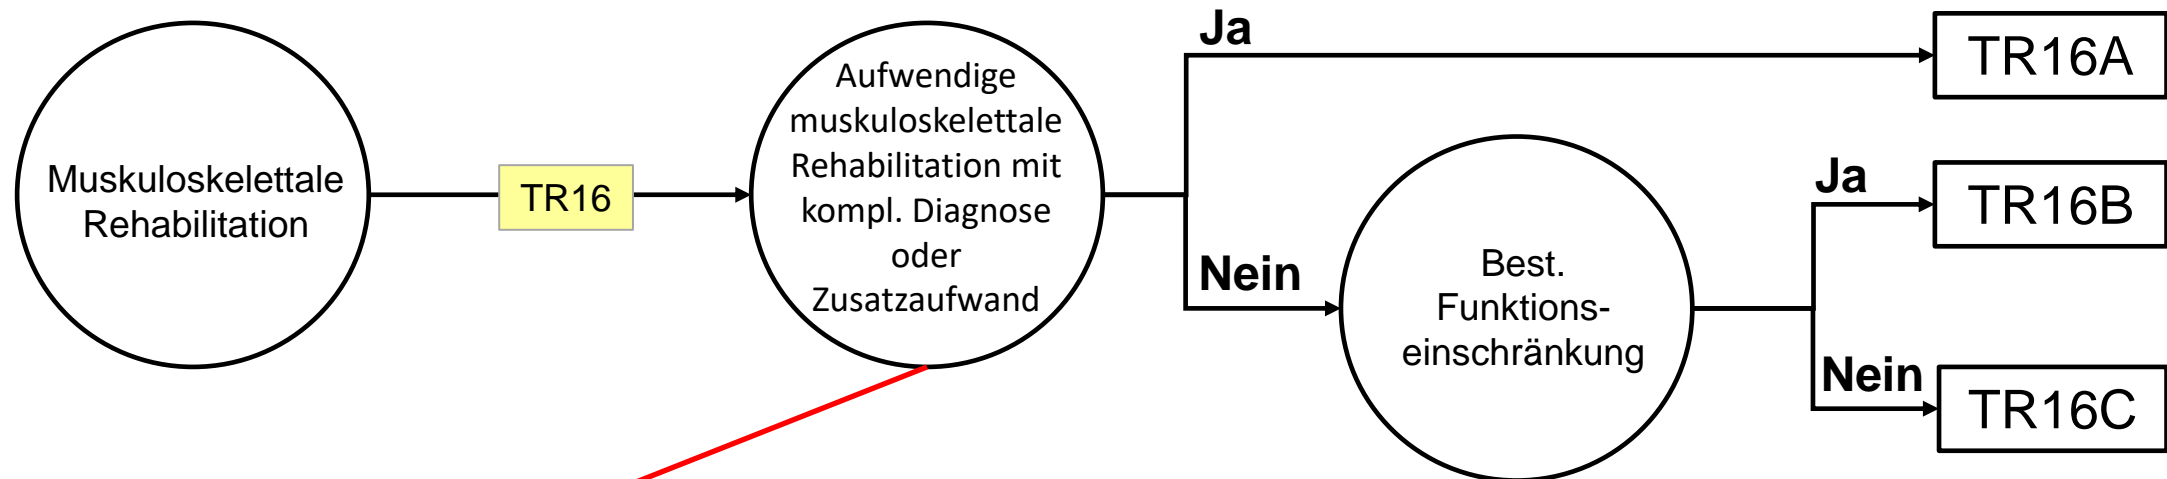 Muskuloskelettale
Rehabilitation
TR16
Aufwendige
muskuloskelettale
Rehabilitation mit
kompl. Diagnose
oder
Zusatzaufwand
Ja
TR16A
Nein
Best.
Funktions-
einschränkung
Ja
TR16B
Nein
TR16C